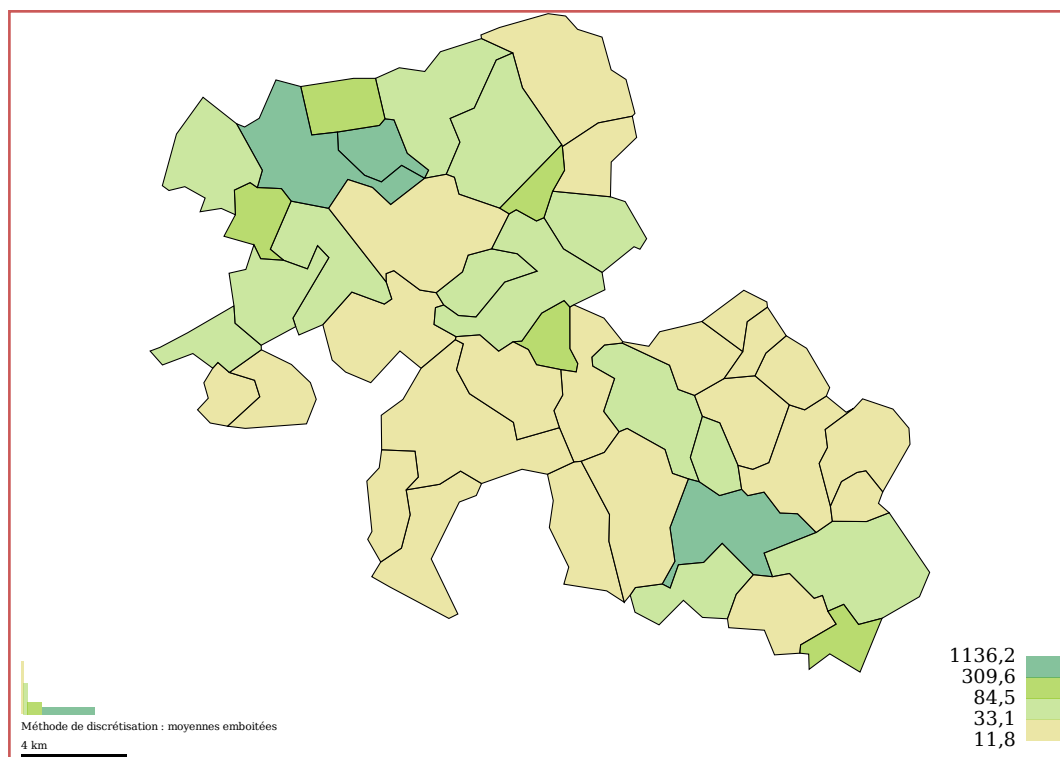 1136,2
309,6
84,5
33,1
11,8
Méthode de discrétisation : moyennes emboitées
4 km